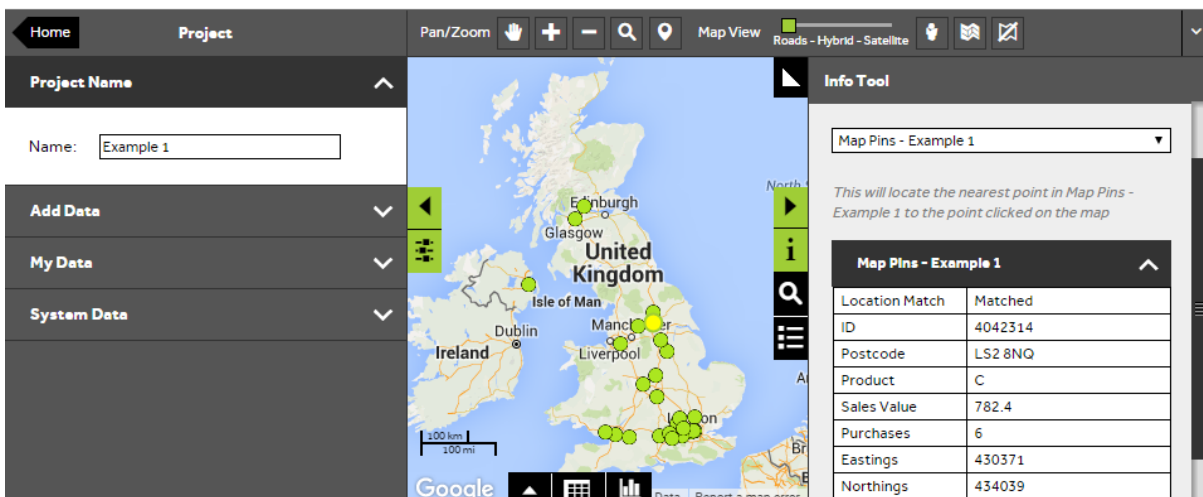 Home
Project
Pan/Zoom
Map View
Roads - Hybrid - Satellite
Project Name
Name: Example 1
Add Data
My Data
System Data
Edinburgh
Glasgow
United
Kingdom
Isle of Man
Dublin
Ireland
Liverpool
100 km
100 mi
Google
Data Report a map error
Info Tool
Map Pins - Example 1
This will locate the nearest point in Map Pins -
Example 1 to the point clicked on the map
Map Pins - Example 1
Location Match Matched
ID 4042314
Postcode LS2 8NQ
Product C
Sales Value 782.4
Purchases 6
Eastings 430371
Northings 434039